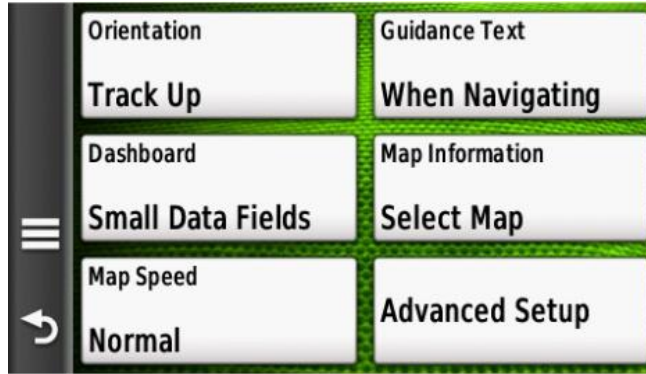 Orientation
Track Up
Guidance Text
When Navigating
Dashboard
Small Data Fields
Map Information
Select Map
Map Speed
Normal
Advanced Setup